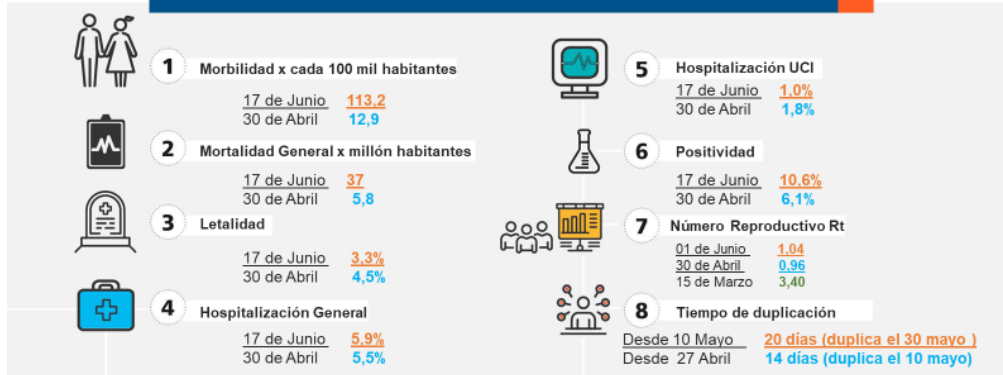 1 Morbilidad x cada 100 mil habitantes
17 de Junio 113,2
30 de Abril 12,9
2 Mortalidad General x millón habitantes
17 de Junio 37
30 de Abril 5,8
3 Letalidad
17 de Junio 3,3%
30 de Abril 4,5%
4 Hospitalización General
17 de Junio 5,9%
30 de Abril 5,5%
5 Hospitalización UCI
17 de Junio 1,0%
30 de Abril 1,8%
6 Positividad
17 de Junio 10,6%
30 de Abril 6,1%
7 Número Reproductivo Rt
01 de Junio 1,04
30 de Abril 0,96
15 de Marzo 3,40
8 Tiempo de duplicación
Desde 10 Mayo 20 días (duplica el 30 mayo )
Desde 27 Abril 14 días (duplica el 10 mayo)